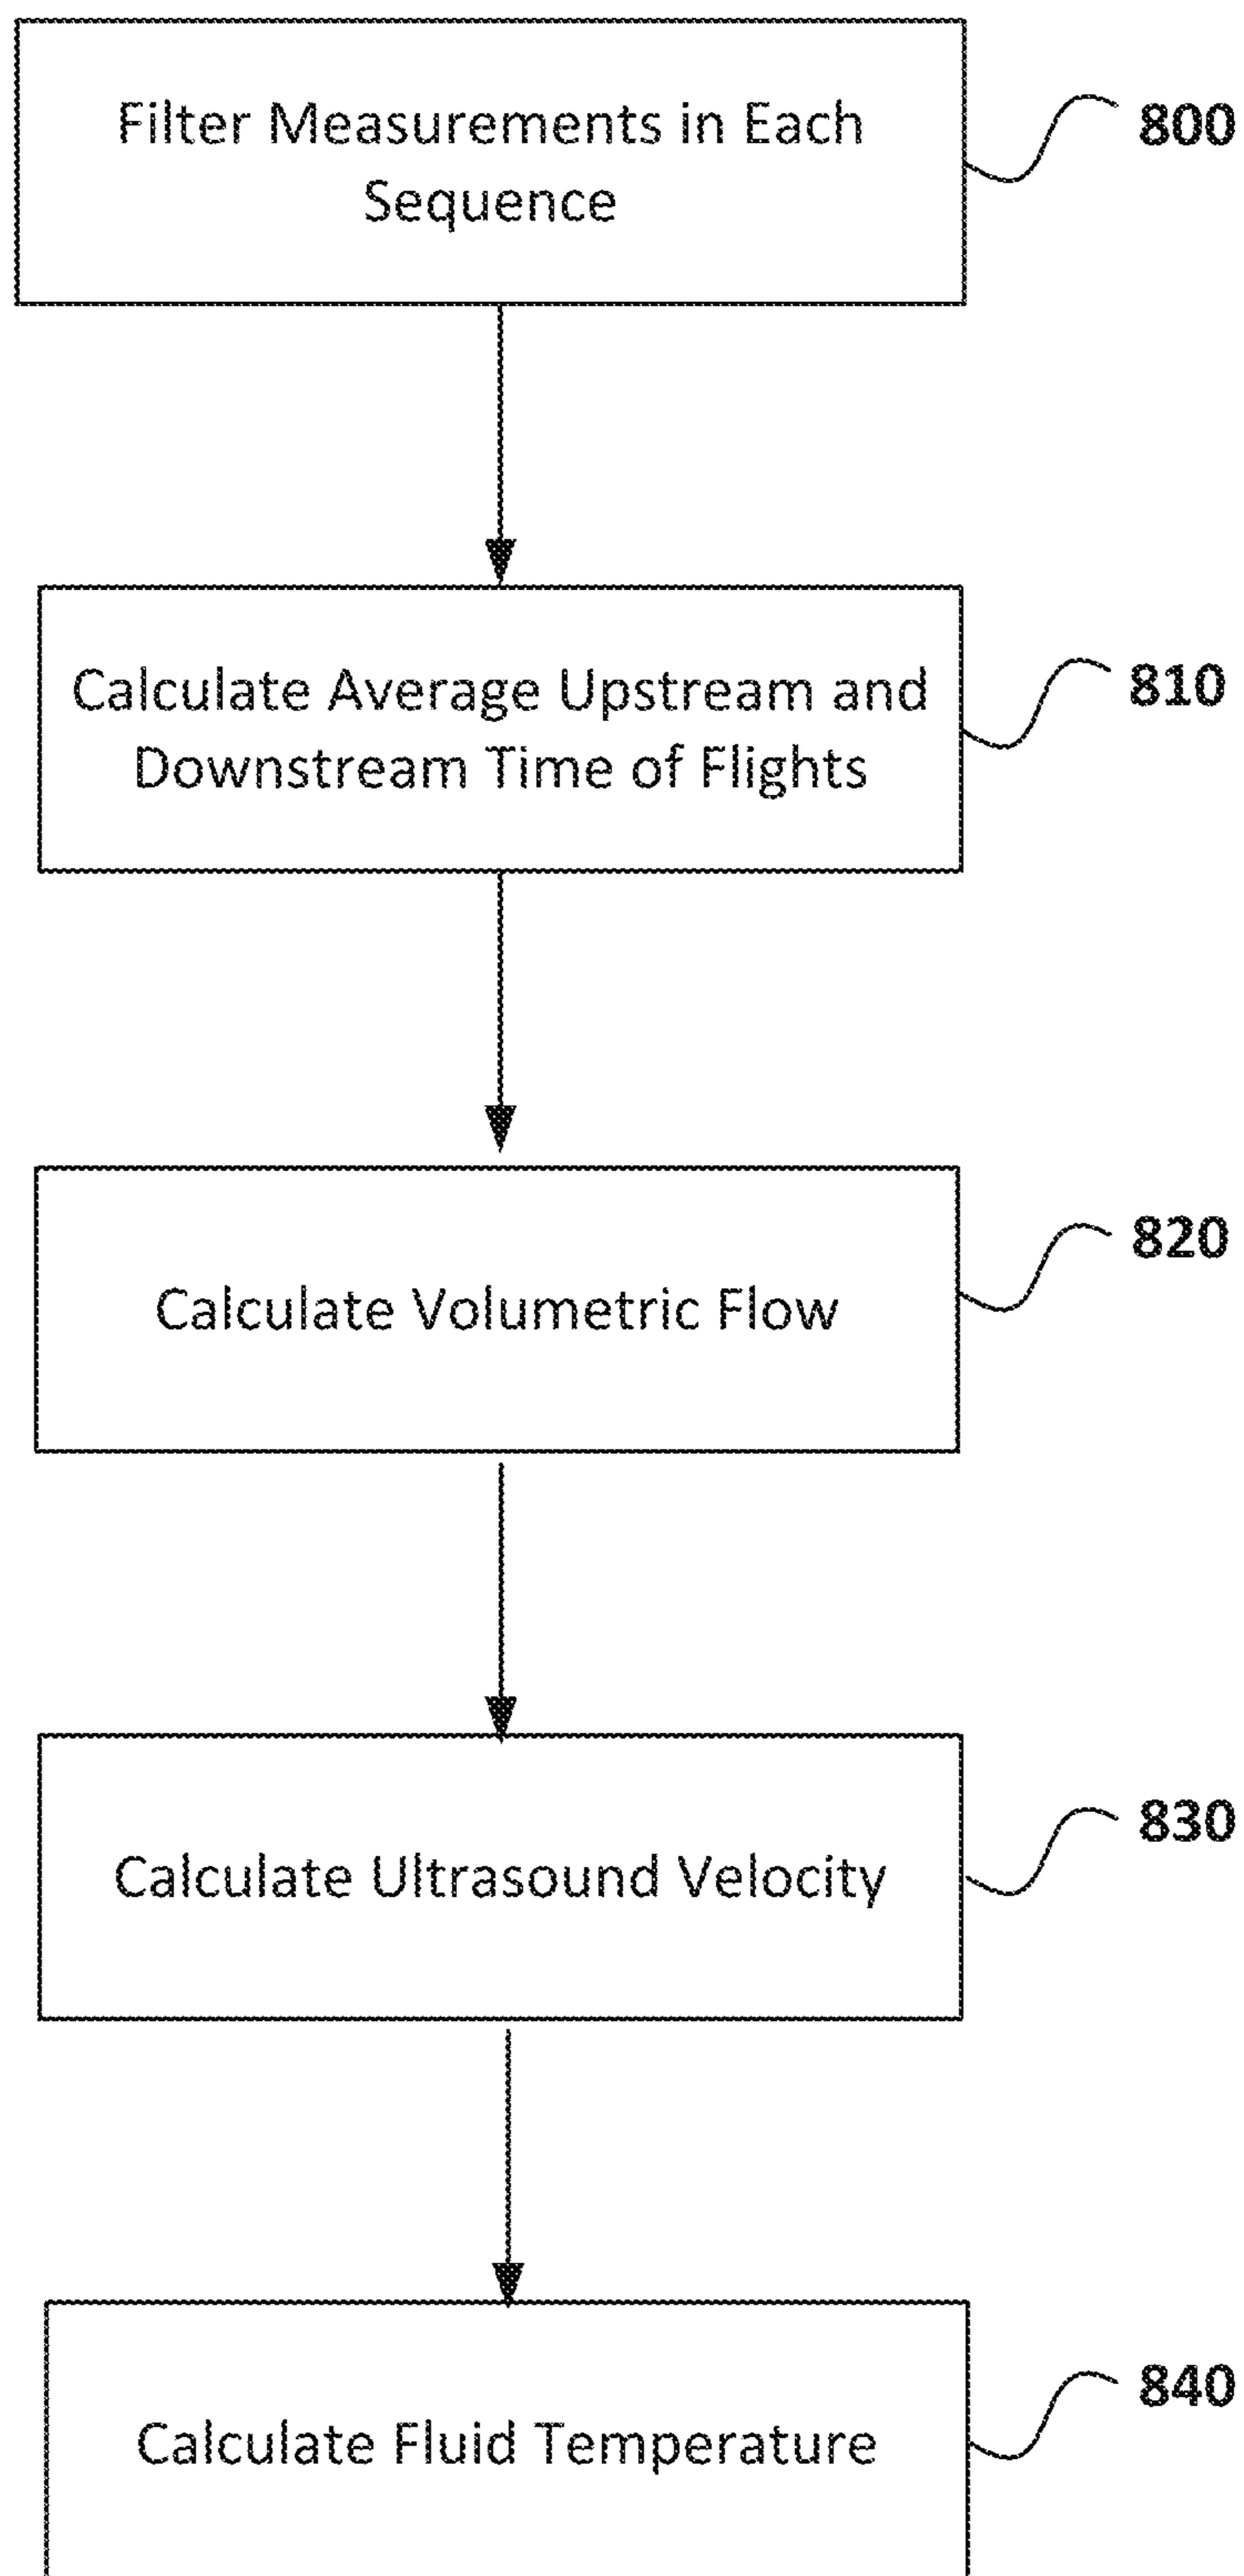 Filter Measurements in Each
Sequence
800
Calculate Average Upstream and
Downstream Time of Flights
810
Calculate Volumetric Flow
820
Calculate Ultrasound Velocity
830
Calculate Fluid Temperature
840